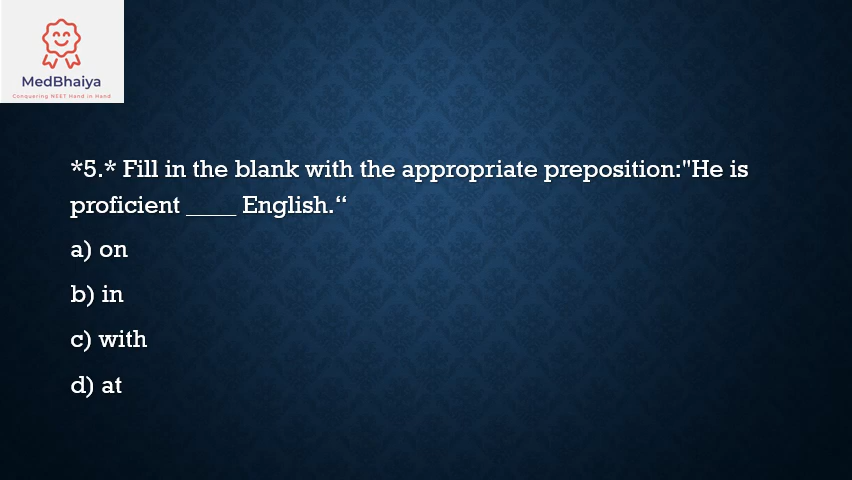 MedBhaiya
Conquering NEET Hand in Hand
*5.* Fill in the blank with the appropriate preposition:"He is
proficient ____ English.“
a) on
b) in
c) with
d) at